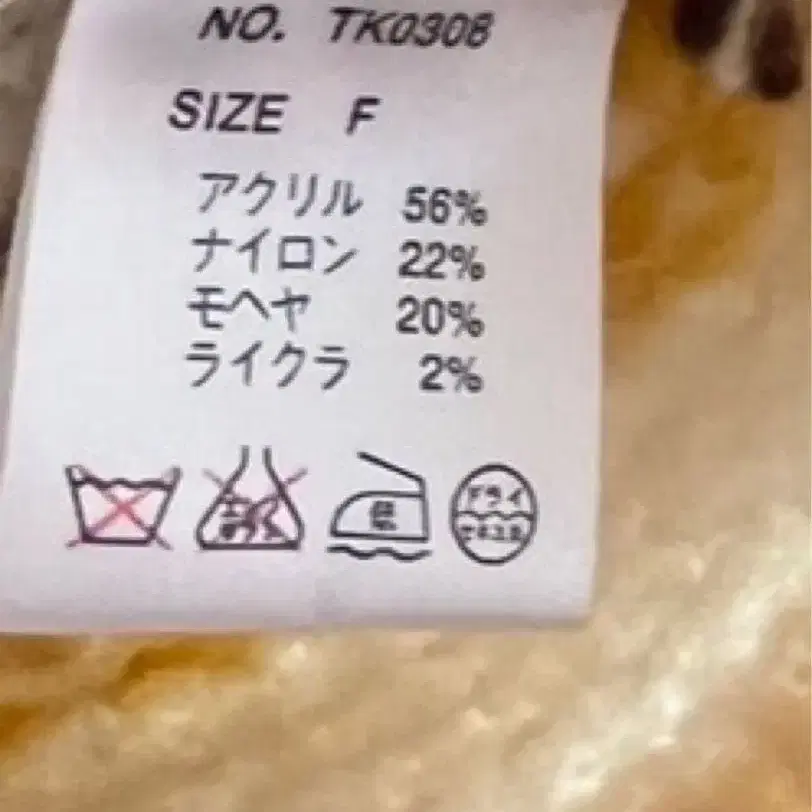 NO. TK0308
SIZE F
アクリル 56%
ナイロン 22%
モヘヤ 20%
ライクラ 2%
ドライ